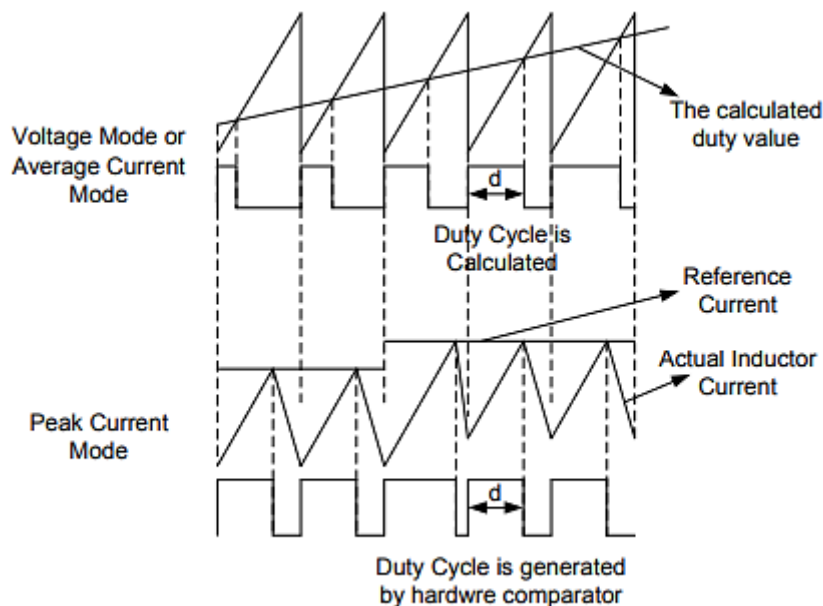 The calculated
duty value
Voltage Mode or
Average Current
Mode
d
Duty Cycle is
Calculated
Reference
Current
Actual Inductor
Current
Peak Current
Mode
d
Duty Cycle is generated
by hardwre comparator